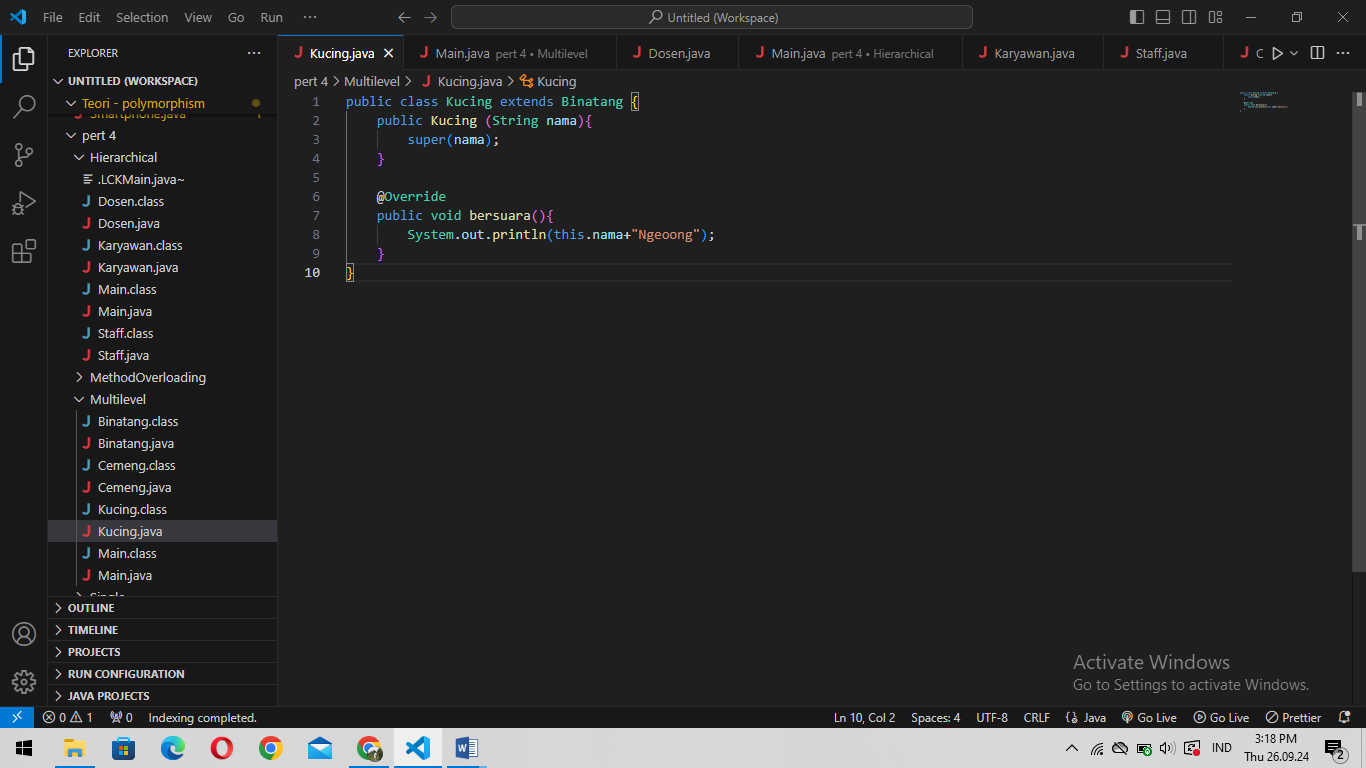 File Edit Selection View Go Run ··· Untitled (Workspace)
EXPLORER ···
UNTITLED (WORKSPACE)
Teori - polymorphism
Smartphone.java 1
pert 4
Hierarchical
.LCKMain.java~
Dosen.class
Dosen.java
Karyawan.class
Karyawan.java
Main.class
Main.java
Staff.class
Staff.java
MethodOverloading
Multilevel
Binatang.class
Binatang.java
Cemeng.class
Cemeng.java
Kucing.class
Kucing.java
Main.class
Main.java
Single
OUTLINE
TIMELINE
PROJECTS
RUN CONFIGURATION
JAVA PROJECTS
Kucing.java Main.java pert 4 • Multilevel Dosen.java Main.java pert 4 • Hierarchical Karyawan.java Staff.java C ···
pert 4 > Multilevel > Kucing.java > Kucing
1 public class Kucing extends Binatang {
2 public Kucing (String nama){
3 super(nama);
4 }
5
6 @Override
7 public void bersuara(){
8 System.out.println(this.nama+"Ngeoong");
9 }
10 }
Activate Windows
Go to Settings to activate Windows.
0 1 0 Indexing completed. Ln 10, Col 2 Spaces: 4 UTF-8 CRLF {} Java Go Live Go Live Prettier
IND 3:18 PM
Thu 26.09.24 2